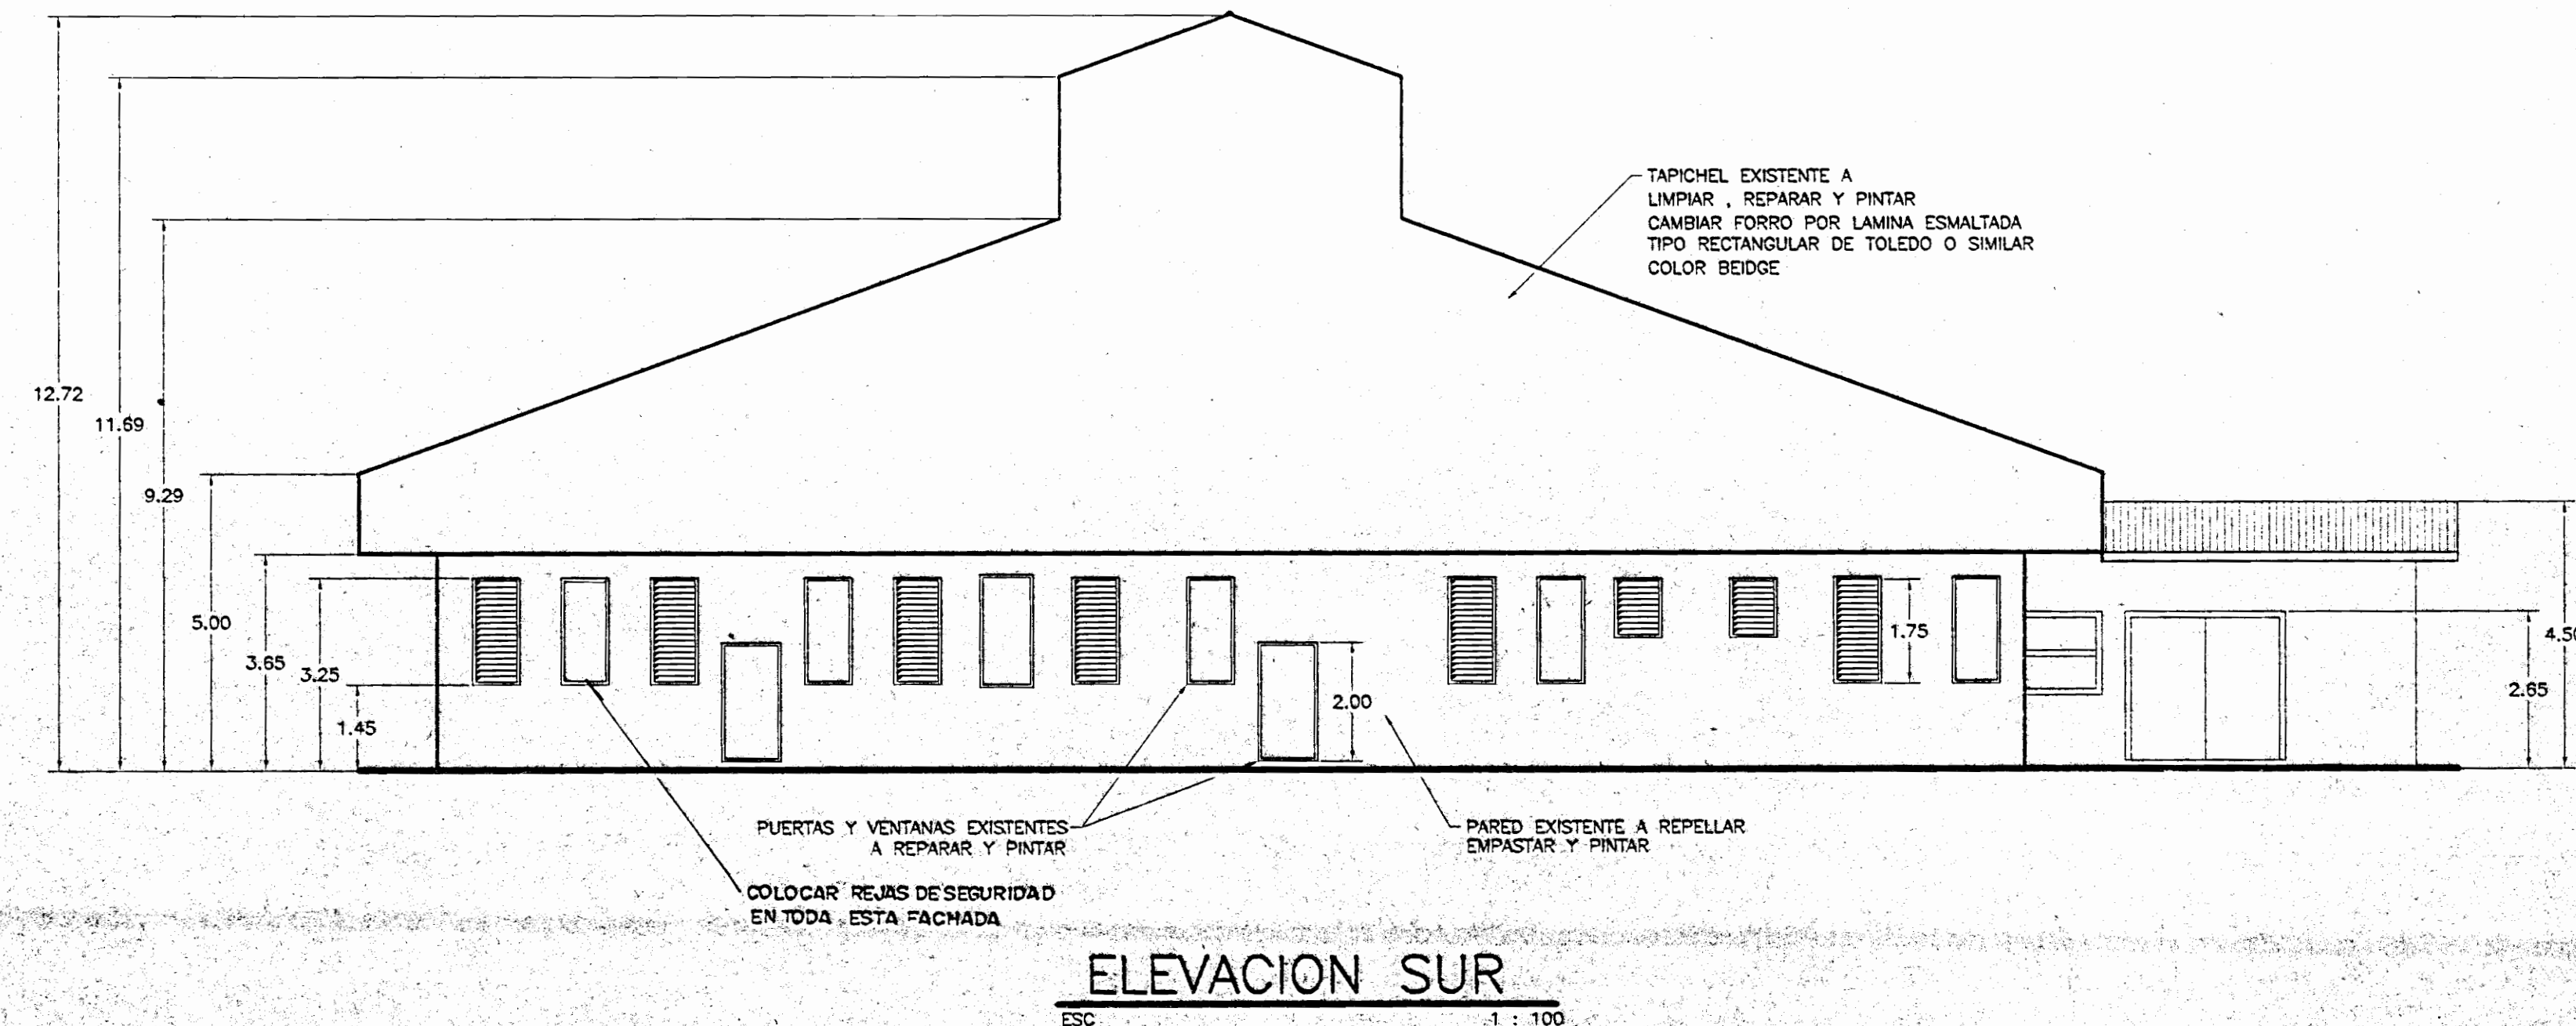 TAPICHEL EXISTENTE A
LIMPIAR , REPARAR Y PINTAR
CAMBIAR FORRO POR LAMINA ESMALTADA
TIPO RECTANGULAR DE TOLEDO O SIMILAR
COLOR BEIDGE
12.72
11.69
9.29
5.00
3.65
3.25
1.45
2.00
1.75
2.65
4.50
PUERTAS Y VENTANAS EXISTENTES
A REPARAR Y PINTAR
PARED EXISTENTE A REPELLAR
EMPASTAR Y PINTAR
COLOCAR REJAS DE SEGURIDAD
EN TODA ESTA FACHADA
ELEVACION SUR
ESC 1 : 100